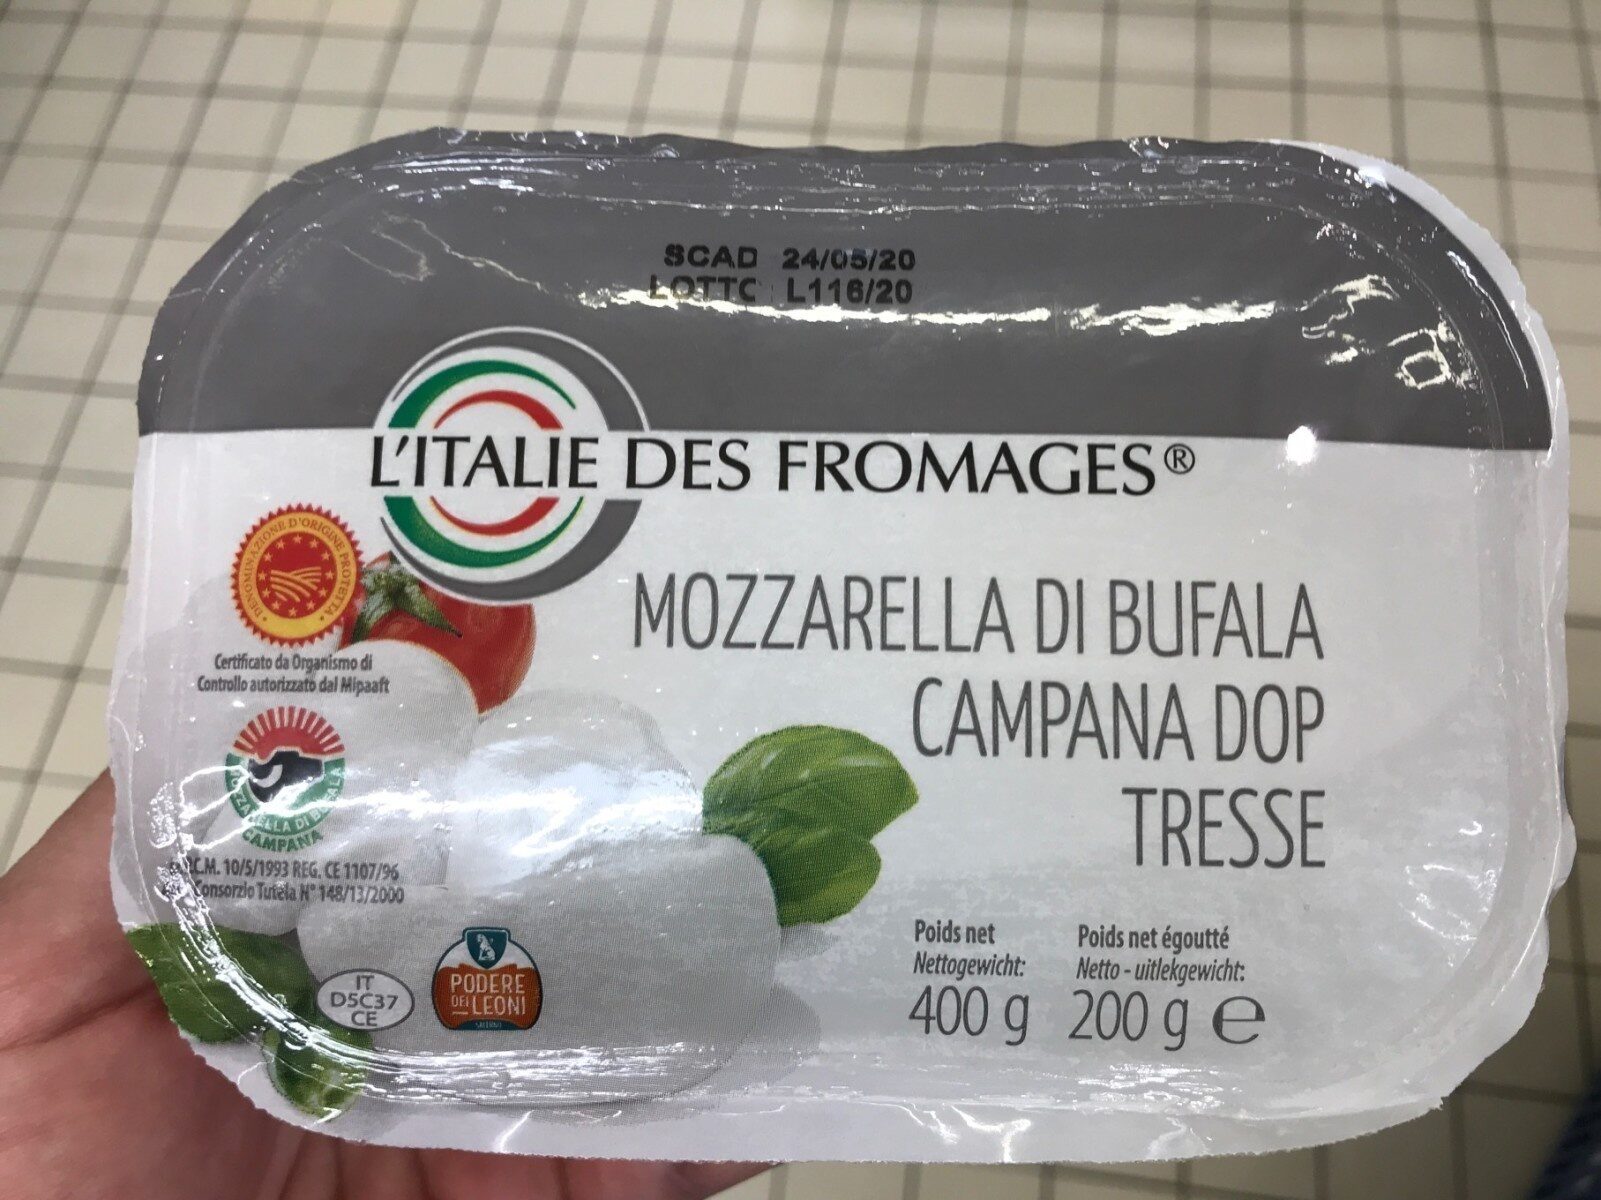 SCAD 24/05/20
LOTTO L116/20
L'ITALIE DES FROMAGES®
DENOMINAZIONE D'ORIGINE PROTETTA
Certificato da Organismo di
Controllo autorizzato dal Mipaaft
MOZZARELLA DI BUFALA
CAMPANA DOP
TRESSE
MOZZARELLA DI BUFALA
CAMPANA
D.P.C.M. 10/5/1993 REG. CE 1107/96
Consorzio Tutela N° 148/13/2000
IT
D5C37
CE
PODERE
DEI LEONI
SALERNO
Poids net
Nettogewicht:
400 g
Poids net égoutté
Netto - uitlekgewicht:
200 g e